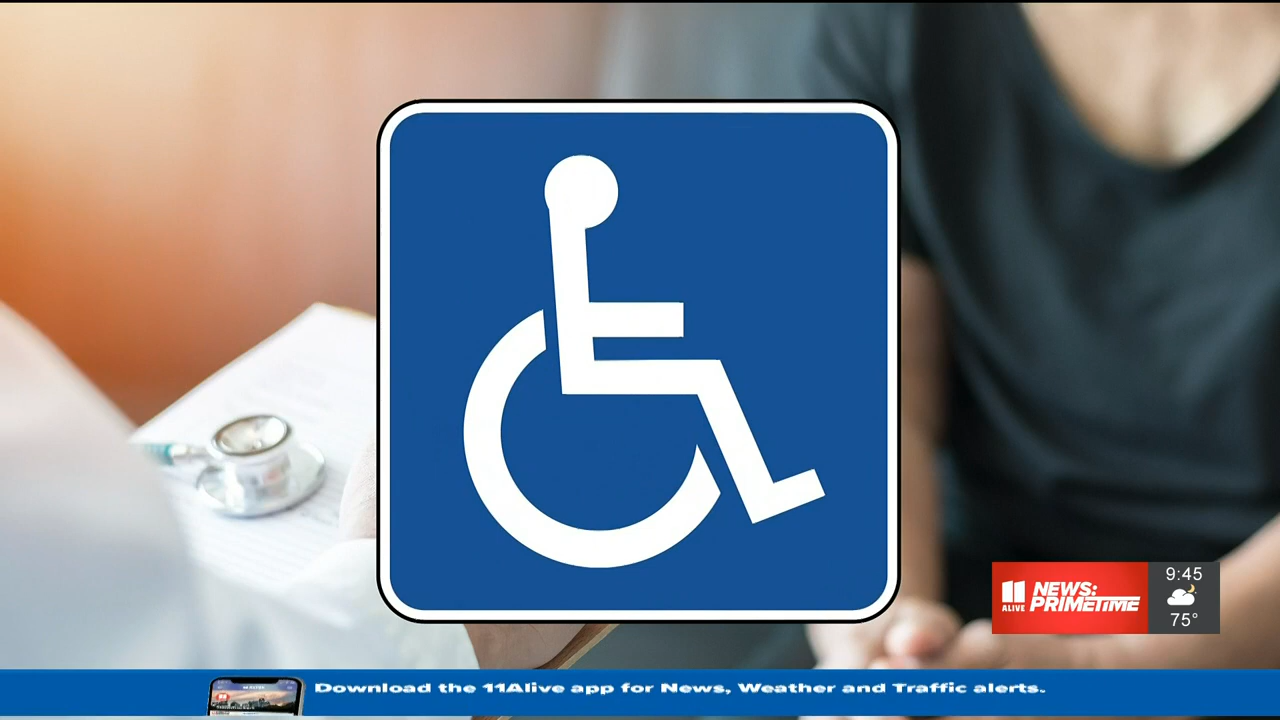 11 ALIVE NEWS: PRIMETIME
9:45
75°
Download the 11Alive app for News, Weather and Traffic alerts.